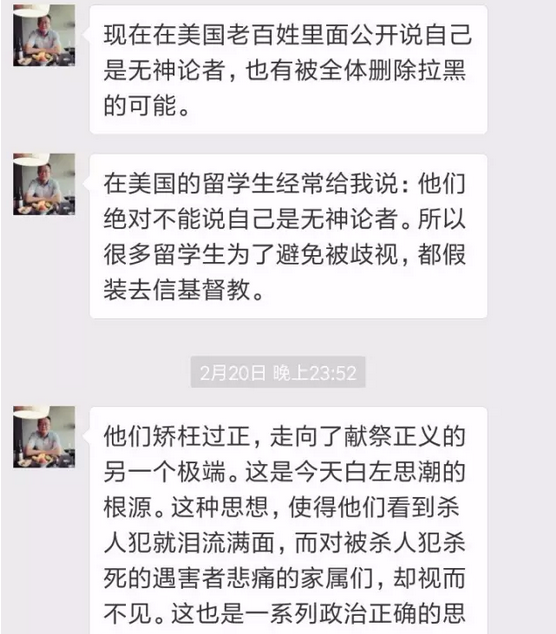 现在在美国老百姓里面公开说自己
是无神论者，也有被全体删除拉黑
的可能。
在美国的留学生经常给我说：他们
绝对不能说自己是无神论者。所以
很多留学生为了避免被歧视，都假
装去信基督教。
2月20日 晚上23:52
他们矫枉过正，走向了献祭正义的
另一个极端。这是今天白左思潮的
根源。这种思想，使得他们看到杀
人犯就泪流满面，而对被杀人犯杀
死的遇害者悲痛的家属们，却视而
不见。这也是一系列政治正确的思